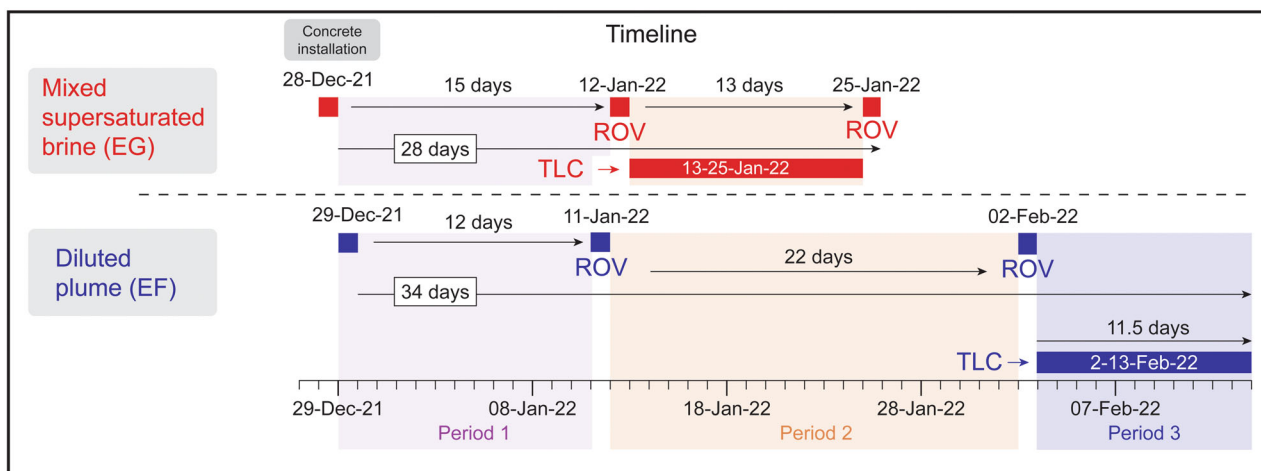 Timeline
Concrete
installation
Mixed
supersaturated
brine (EG)
28-Dec-21
15 days
12-Jan-22
13 days
25-Jan-22
ROV
ROV
28 days
TLC
13-25-Jan-22
Diluted
plume (EF)
29-Dec-21
12 days
11-Jan-22
02-Feb-22
ROV
22 days
ROV
34 days
11.5 days
TLC
2-13-Feb-22
29-Dec-21
08-Jan-22
18-Jan-22
28-Jan-22
07-Feb-22
Period 1
Period 2
Period 3